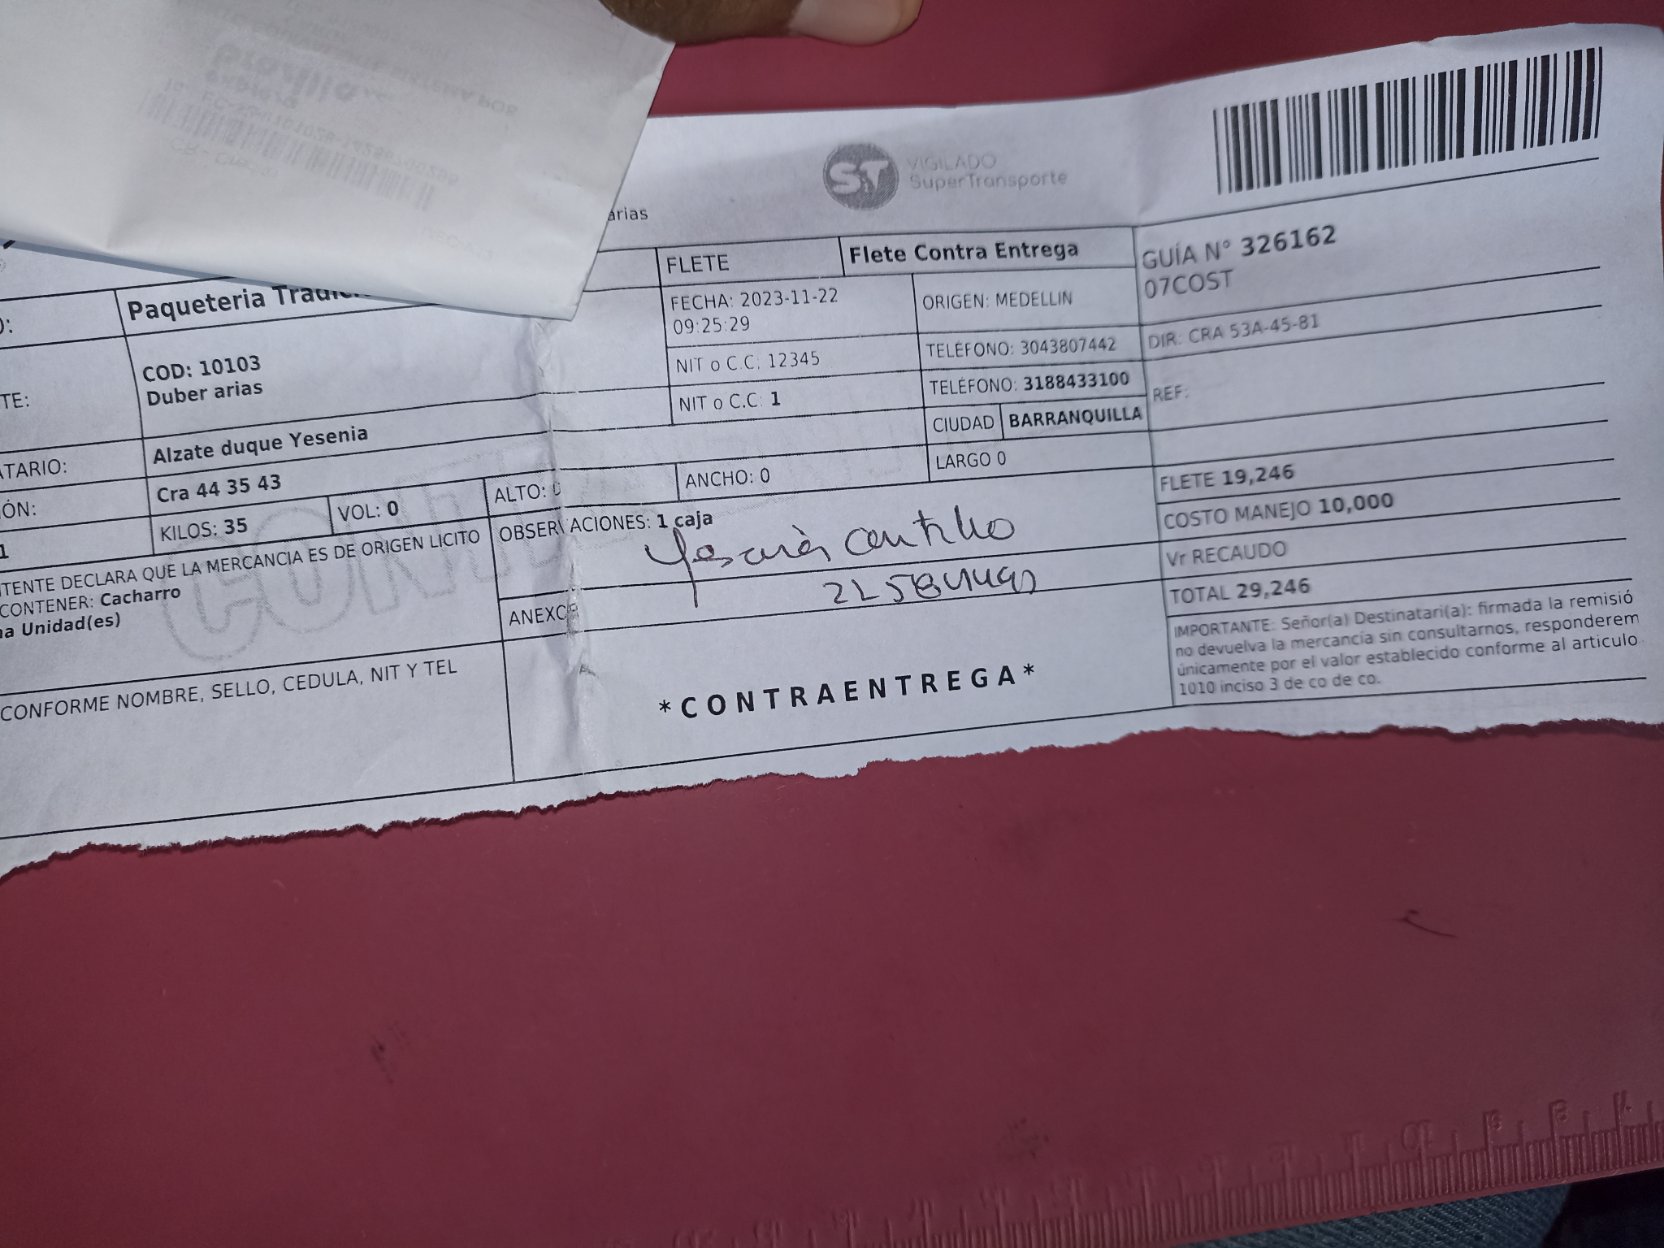 VIGILADO
SuperTransporte
arias
FLETE
Flete Contra Entrega
GUÍA N° 326162
07COST
Paqueteria
FECHA: 2023-11-22
09:25:29
ORIGEN: MEDELLIN
COD: 10103
Duber arias
NIT o C.C. 12345
TELÉFONO: 3043807442
DIR: CRA 53A-45-81
TE:
NIT o C.C. 1
TELÉFONO: 3188433100
REF:
CIUDAD BARRANQUILLA
ATARIO:
Alzate duque Yesenia
ÓN:
Cra 44 35 43
ALTO: 0
ANCHO: 0
LARGO 0
FLETE 19,246
1
KILOS: 35
VOL: 0
OBSERVACIONES: 1 caja
COSTO MANEJO 10,000
Vr RECAUDO
TOTAL 29,246
TENTE DECLARA QUE LA MERCANCIA ES DE ORIGEN LICITO
CONTENER: Cacharro
na Unidad(es)
ANEXO
IMPORTANTE: Señor(a) Destinatari(a): firmada la remisió
no devuelva la mercancía sin consultarnos, responderem
únicamente por el valor establecido conforme al articulo
1010 inciso 3 de co de co.
CONFORME NOMBRE, SELLO, CEDULA, NIT Y TEL
*CONTRAENTREGA*